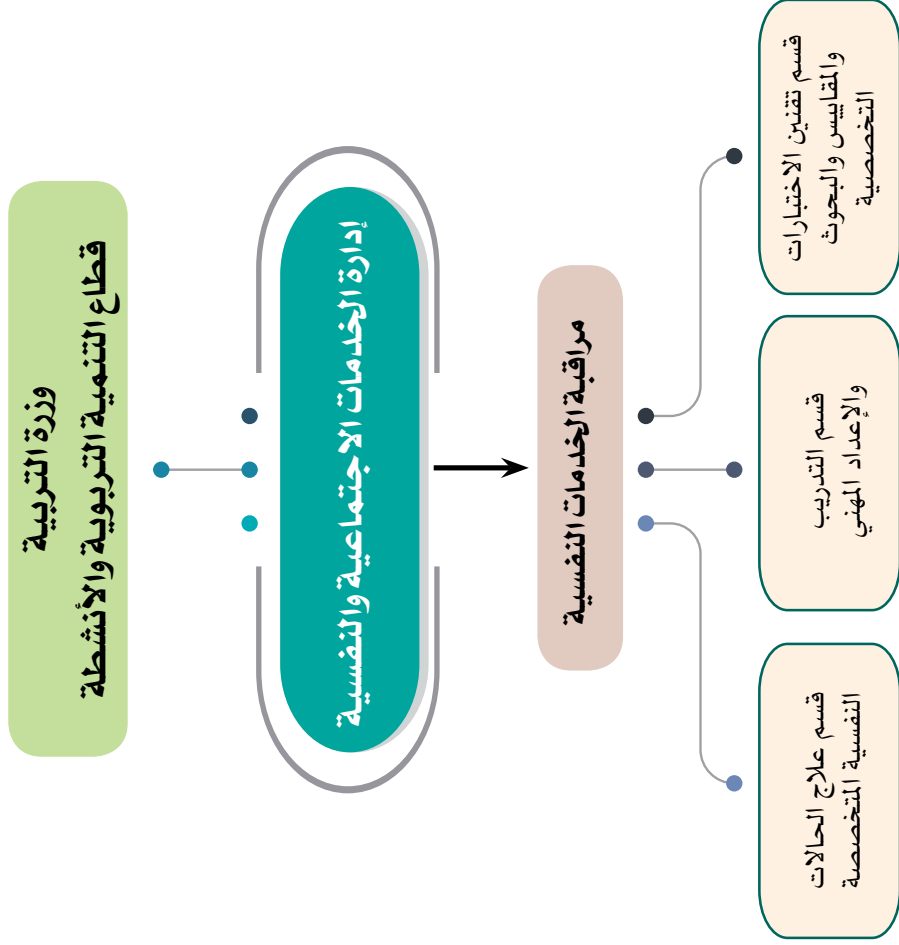 وزرة التربية
قطاع التنمية التربوية والأنشطة
إدارة الخدمات الاجتماعية والنفسية
مراقبة الخدمات النفسية
قسم تقنين الاختبارات
والمقاييس والبحوث
التخصصية
قسم التدريب
والإعداد المهني
قسم علاج الحالات
النفسية المتخصصة